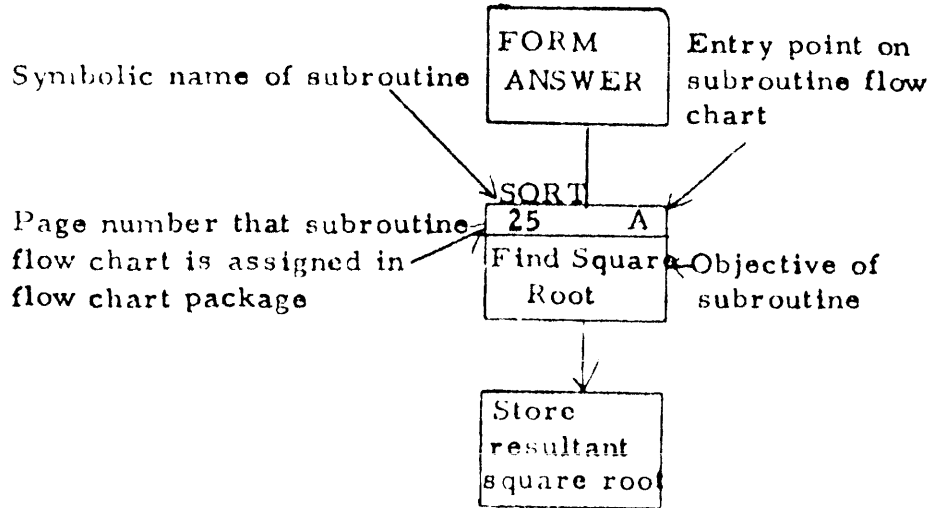 FORM
ANSWER
Entry point on
subroutine flow
chart
Symbolic name of subroutine
SQRT
25 A
Page number that subroutine
flow chart is assigned in
flow chart package
Find Square
Root
Objective of
subroutine
Store
resultant
square root